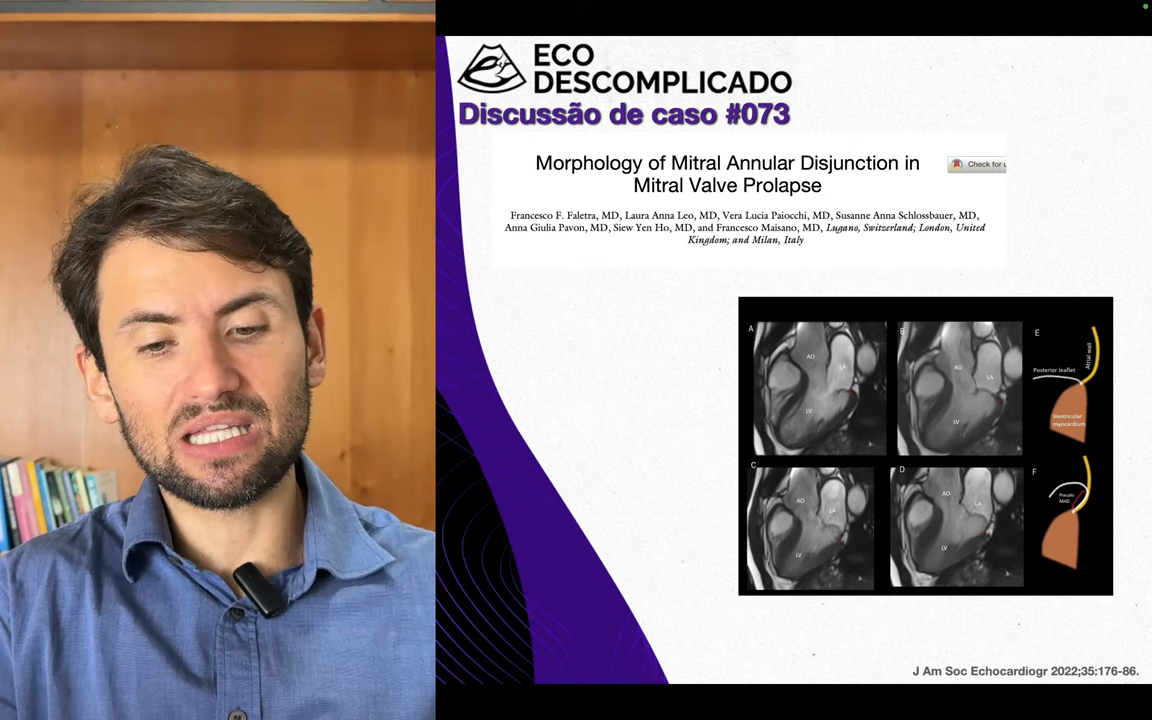 ECO
DESCOMPLICADO
Discussão de caso #073
Morphology of Mitral Annular Disjunction in
Mitral Valve Prolapse
Check for u
Francesco F. Faletra, MD, Laura Anna Leo, MD, Vera Lucia Paiocchi, MD, Susanne Anna Schlossbauer, MD,
Anna Giulia Pavon, MD, Siew Yen Ho, MD, and Francesco Maisano, MD, Lugano, Switzerland; London, United
Kingdom; and Milan, Italy
A
AO
LA
LV
B
AO
LA
LV
E
Atrial wall
Posterior leaflet
Ventricular
myocardium
C
AO
LA
LV
D
AO
LA
LV
F
Pseudo
MAD
J Am Soc Echocardiogr 2022;35:176-86.